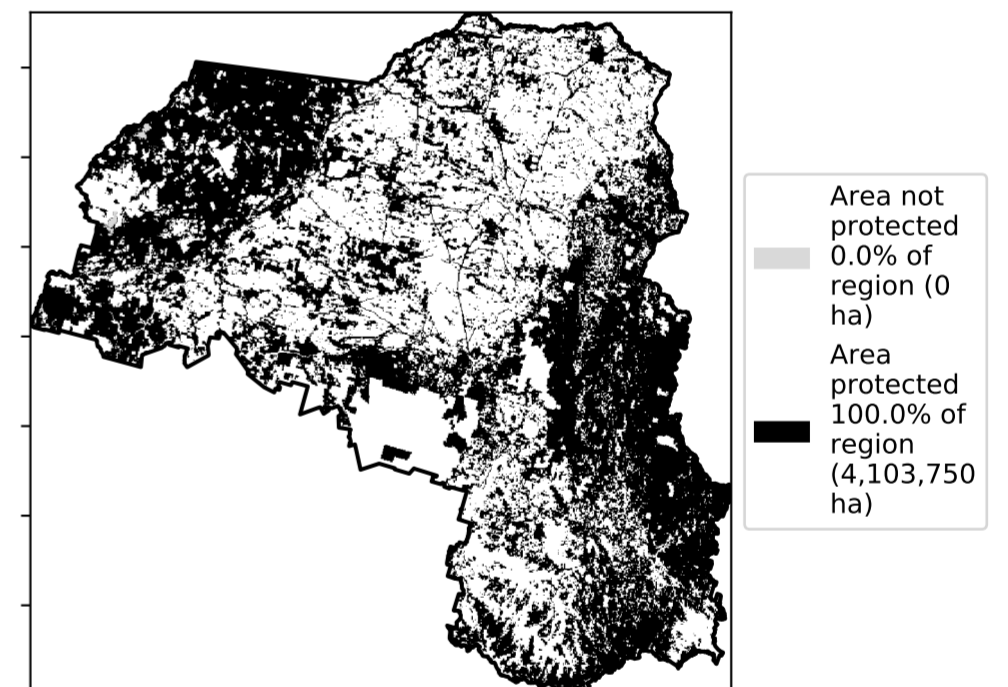 Area not
protected
0.0% of
region (0
ha)
Area
protected
100.0% of
region
(4,103,750
ha)